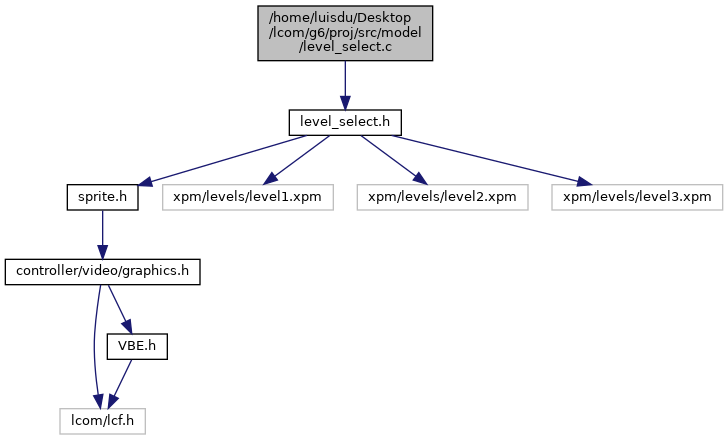 /home/luisdu/Desktop
/lcom/g6/proj/src/model
/level_select.c
level_select.h
sprite.h
xpm/levels/level1.xpm
xpm/levels/level2.xpm
xpm/levels/level3.xpm
controller/video/graphics.h
VBE.h
lcom/lcf.h